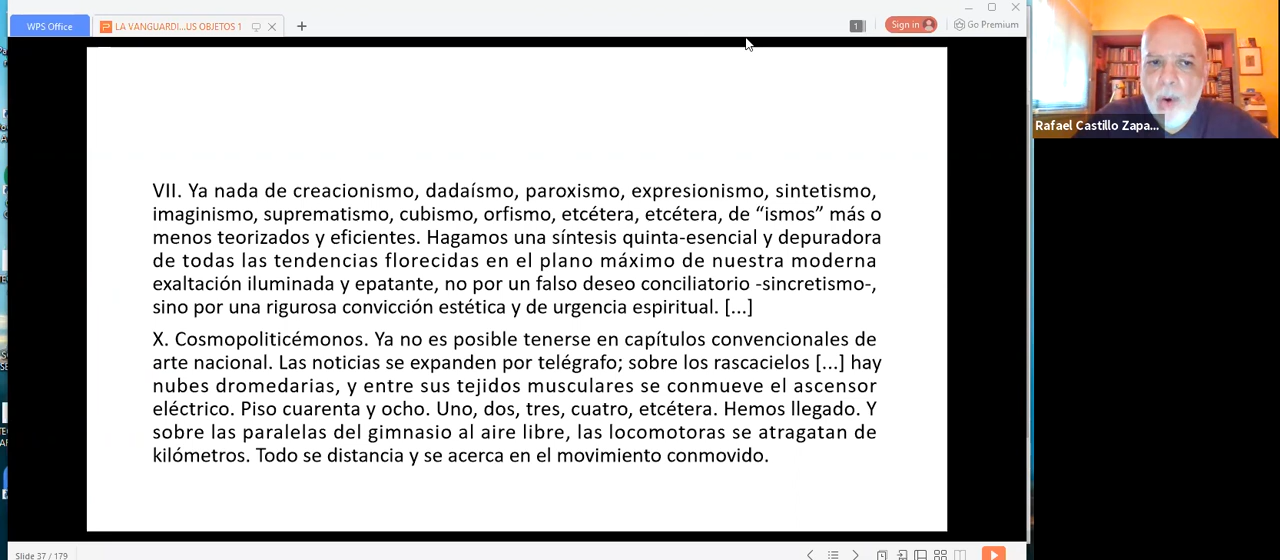 WPS Office
LA VANGUARDI...US OBJETOS 1
1
Sign in
Go Premium
Rafael Castillo Zapa...
VII. Ya nada de creacionismo, dadaísmo, paroxismo, expresionismo, sintetismo,
imaginismo, suprematismo, cubismo, orfismo, etcétera, etcétera, de “ismos” más o
menos teorizados y eficientes. Hagamos una síntesis quinta-esencial y depuradora
de todas las tendencias florecidas en el plano máximo de nuestra moderna
exaltación iluminada y epatante, no por un falso deseo conciliatorio -sincretismo-,
sino por una rigurosa convicción estética y de urgencia espiritual. [...]
X. Cosmopoliticémonos. Ya no es posible tenerse en capítulos convencionales de
arte nacional. Las noticias se expanden por telégrafo; sobre los rascacielos [...] hay
nubes dromedarias, y entre sus tejidos musculares se conmueve el ascensor
eléctrico. Piso cuarenta y ocho. Uno, dos, tres, cuatro, etcétera. Hemos llegado. Y
sobre las paralelas del gimnasio al aire libre, las locomotoras se atragatan de
kilómetros. Todo se distancia y se acerca en el movimiento conmovido.
Slide 37 / 179